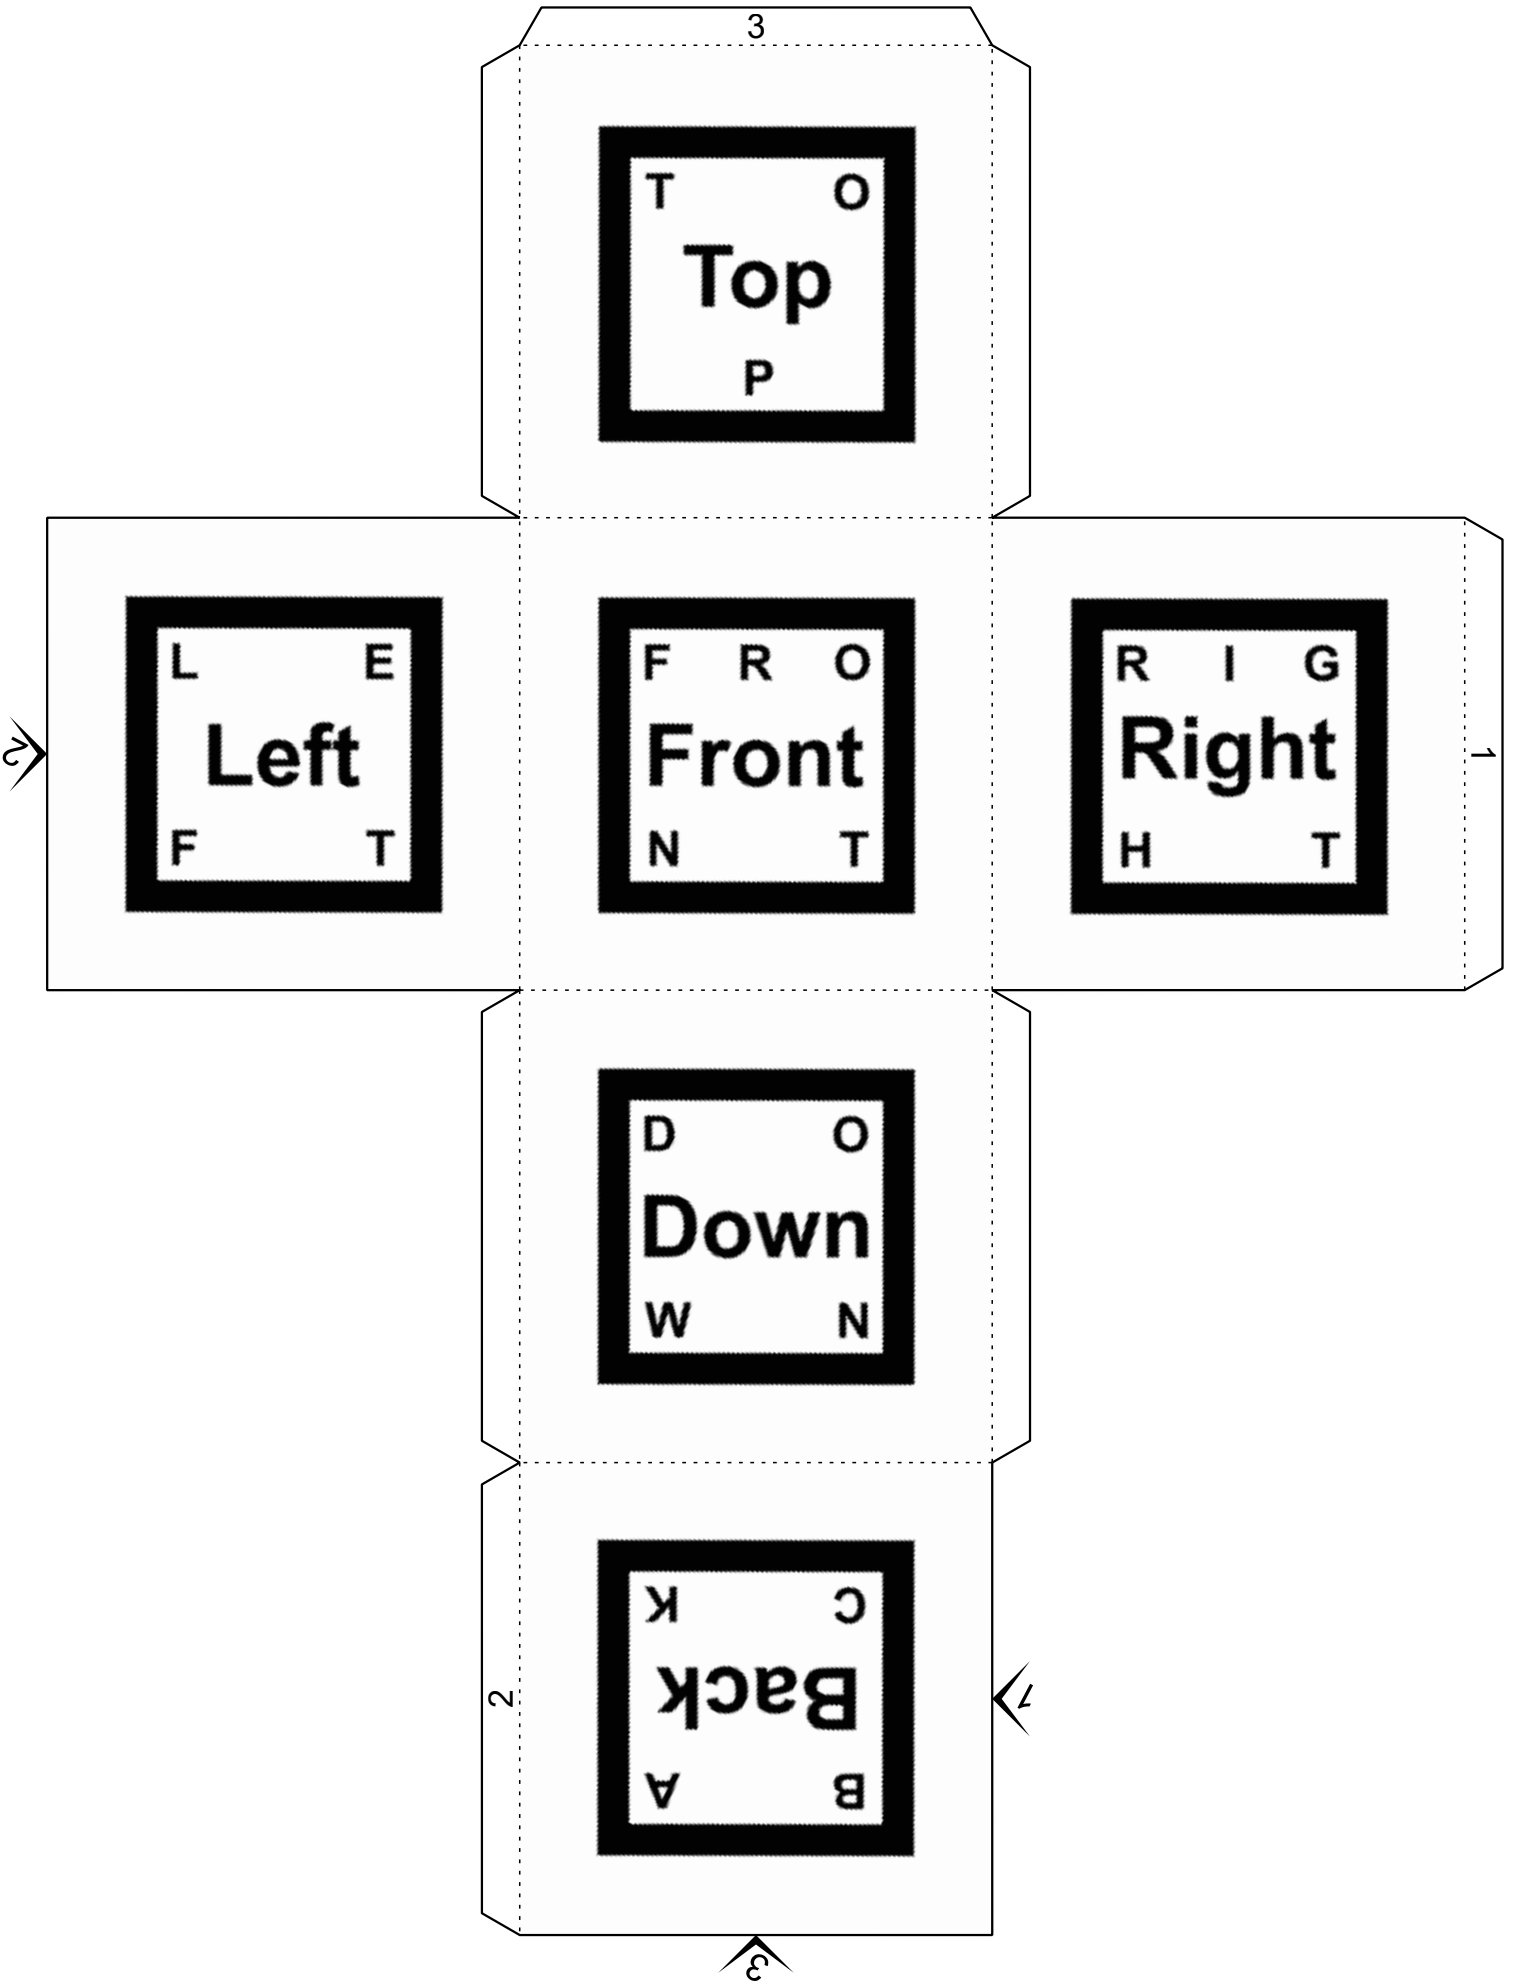 3
T O
Top
P
L E
Left
F T
2
F R O
Front
N T
R I G
Right
H T
1
D O
Down
W N
2
K C
Back
A B
1
3